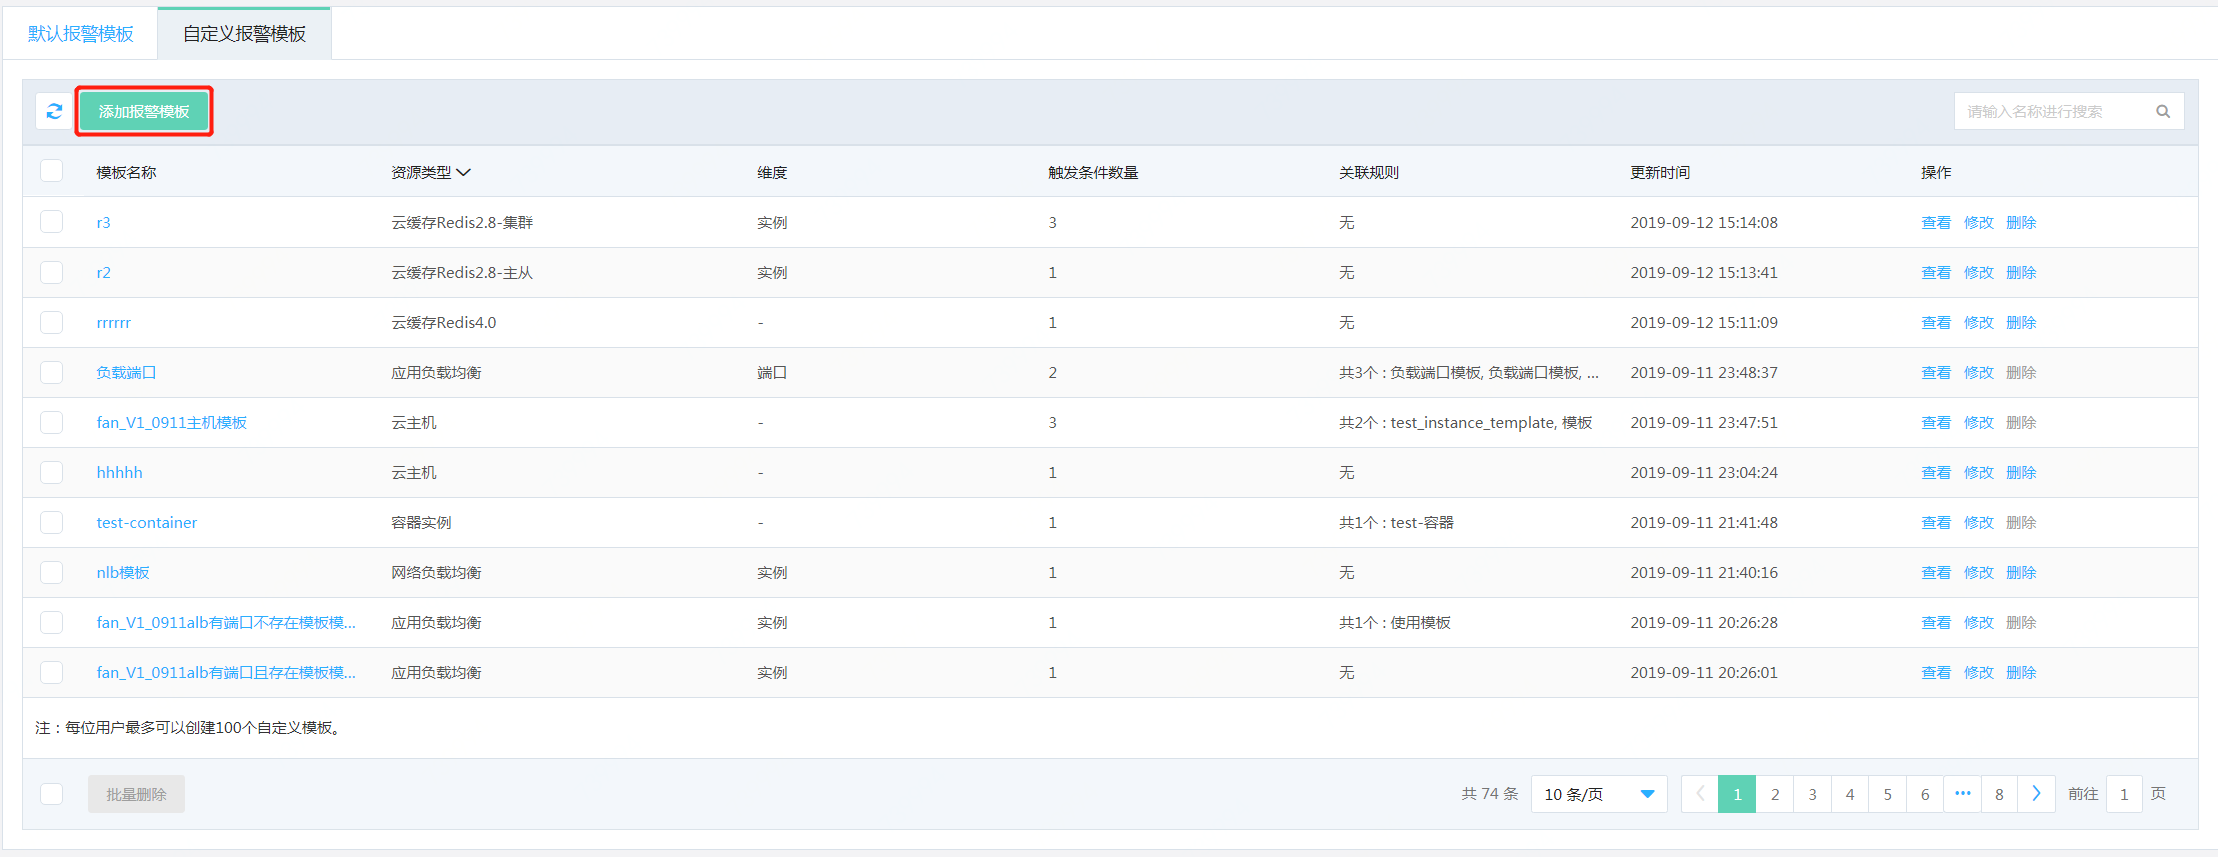 默认报警模板 自定义报警模板
添加报警模板 请输入名称进行搜索
模板名称 资源类型 维度 触发条件数量 关联规则 更新时间 操作
r3 云缓存Redis2.8-集群 实例 3 无 2019-09-12 15:14:08 查看 修改 删除
r2 云缓存Redis2.8-主从 实例 1 无 2019-09-12 15:13:41 查看 修改 删除
rrrrrr 云缓存Redis4.0 - 1 无 2019-09-12 15:11:09 查看 修改 删除
负载端口 应用负载均衡 端口 2 共3个 : 负载端口模板, 负载端口模板, ... 2019-09-11 23:48:37 查看 修改 删除
fan_V1_0911主机模板 云主机 - 3 共2个 : test_instance_template, 模板 2019-09-11 23:47:51 查看 修改 删除
hhhhh 云主机 - 1 无 2019-09-11 23:04:24 查看 修改 删除
test-container 容器实例 - 1 共1个 : test-容器 2019-09-11 21:41:48 查看 修改 删除
nlb模板 网络负载均衡 实例 1 无 2019-09-11 21:40:16 查看 修改 删除
fan_V1_0911alb有端口不存在模板模... 应用负载均衡 实例 1 共1个 : 使用模板 2019-09-11 20:26:28 查看 修改 删除
fan_V1_0911alb有端口且存在模板模... 应用负载均衡 实例 1 无 2019-09-11 20:26:01 查看 修改 删除
注：每位用户最多可以创建100个自定义模板。
批量删除 共 74 条 10 条/页 1 2 3 4 5 6 ••• 8 前往 1 页